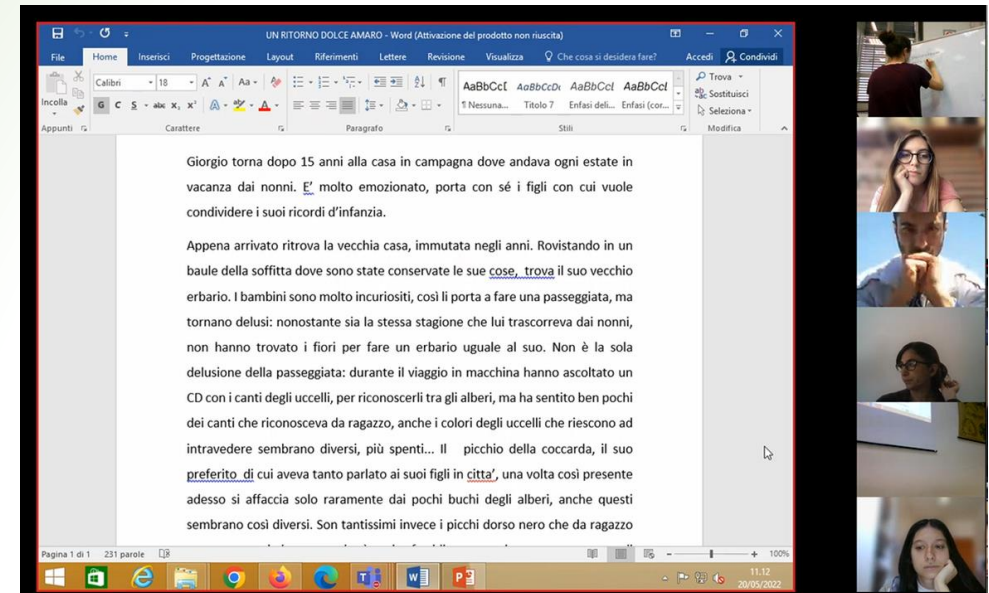 UN RITORNO DOLCE AMARO - Word (Attivazione del prodotto non riuscita)
File Home Inserisci Progettazione Layout Riferimenti Lettere Revisione Visualizza Che cosa si desidera fare? Accedi Condividi
Calibri 18 Aa
Trova
Incolla
G C S abc x₂ x²
AaBbCcI AaBbCcDc AaBbCcI AaBbCcI
Sostituisci
¶ Nessuna... Titolo 7 Enfasi deli... Enfasi (cor...
Seleziona
Appunti Carattere Paragrafo Stili Modifica
Giorgio torna dopo 15 anni alla casa in campagna dove andava ogni estate in
vacanza dai nonni. E’ molto emozionato, porta con sé i figli con cui vuole
condividere i suoi ricordi d’infanzia.
Appena arrivato ritrova la vecchia casa, immutata negli anni. Rovistando in un
baule della soffitta dove sono state conservate le sue cose, trova il suo vecchio
erbario. I bambini sono molto incuriositi, così li porta a fare una passeggiata, ma
tornano delusi: nonostante sia la stessa stagione che lui trascorreva dai nonni,
non hanno trovato i fiori per fare un erbario uguale al suo. Non è la sola
delusione della passeggiata: durante il viaggio in macchina hanno ascoltato un
CD con i canti degli uccelli, per riconoscerli tra gli alberi, ma ha sentito ben pochi
dei canti che riconosceva da ragazzo, anche i colori degli uccelli che riescono ad
intravedere sembrano diversi, più spenti... Il picchio della coccarda, il suo
preferito di cui aveva tanto parlato ai suoi figli in citta’, una volta così presente
adesso si affaccia solo raramente dai pochi buchi degli alberi, anche questi
sembrano così diversi. Son tantissimi invece i picchi dorso nero che da ragazzo
Pagina 1 di 1 231 parole 100%
11.12
20/05/2022